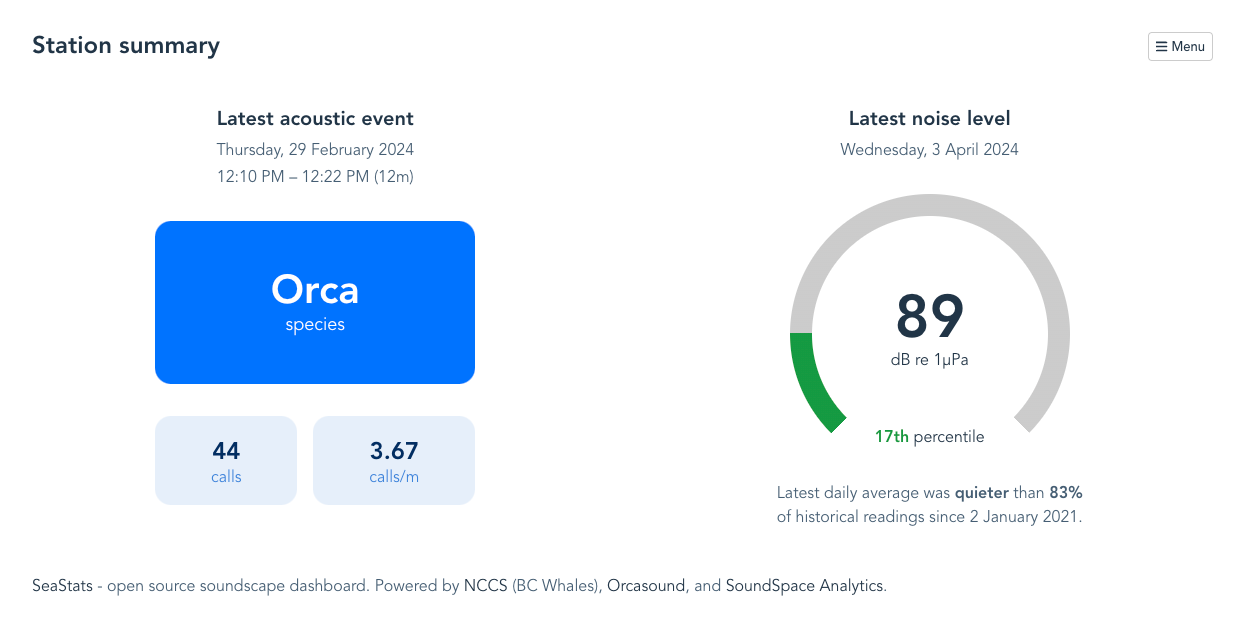 Station summary
☰ Menu
Latest acoustic event
Thursday, 29 February 2024
12:10 PM – 12:22 PM (12m)
Orca
species
44
calls
3.67
calls/m
Latest noise level
Wednesday, 3 April 2024
89
dB re 1µPa
17th percentile
Latest daily average was quieter than 83%
of historical readings since 2 January 2021.
SeaStats - open source soundscape dashboard. Powered by NCCS (BC Whales), Orcasound, and SoundSpace Analytics.